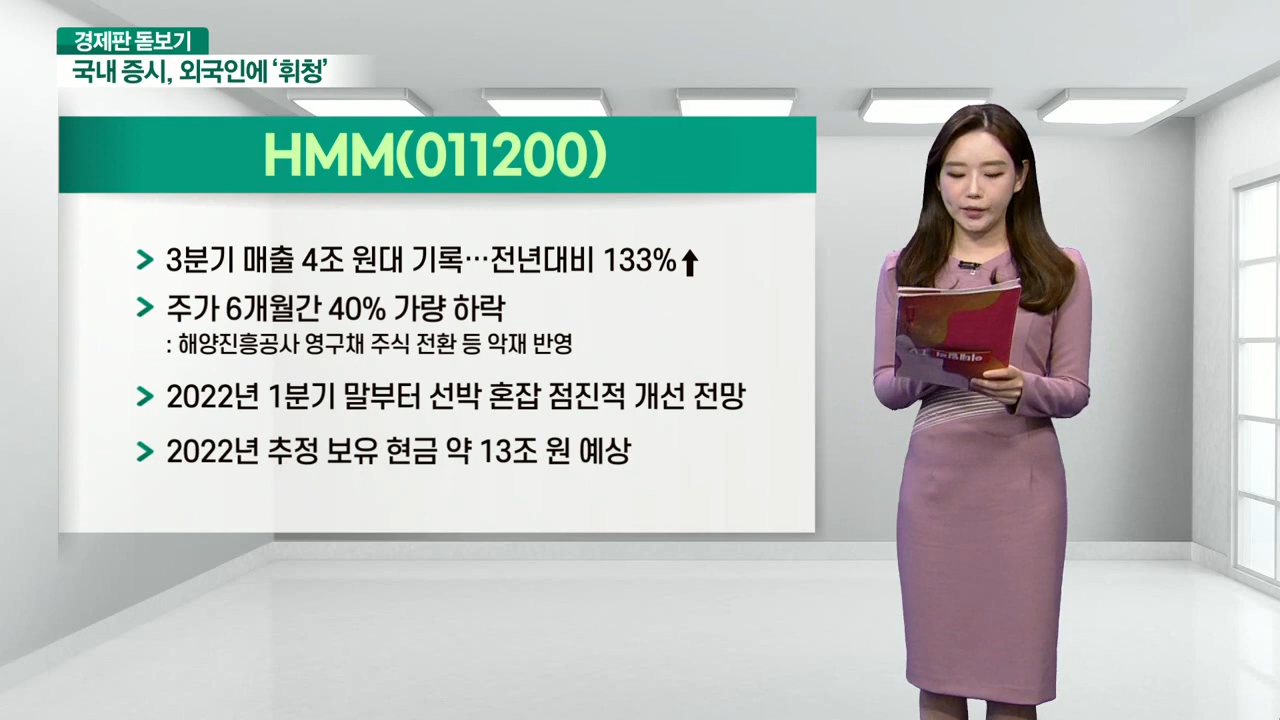 경제판 돋보기
국내 증시, 외국인에 ‘휘청’
HMM(011200)
3분기 매출 4조 원대 기록…전년대비 133%↑
주가 6개월간 40% 가량 하락
: 해양진흥공사 영구채 주식 전환 등 악재 반영
2022년 1분기 말부터 선박 혼잡 점진적 개선 전망
2022년 추정 보유 현금 약 13조 원 예상